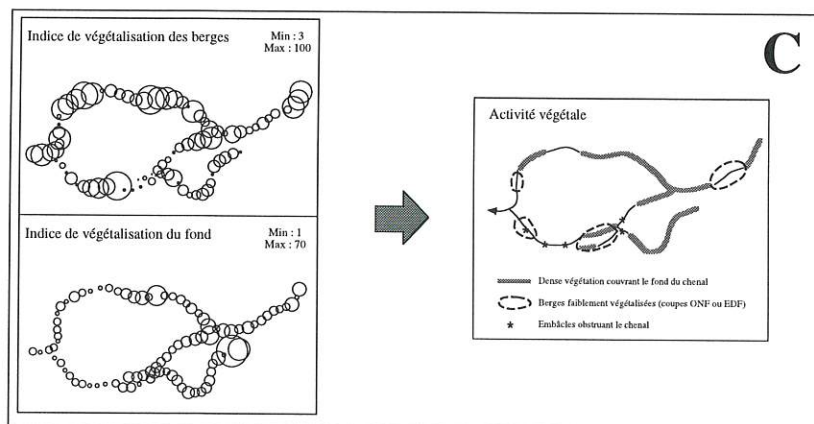 Indice de végétalisation des berges
Min : 3
Max : 100
C
Activité végétale
Dense végétation couvrant le fond du chenal
Berges faiblement végétalisées (coupes ONF ou EDF)
Embâcles obstruant le chenal
Indice de végétalisation du fond
Min : 1
Max : 70